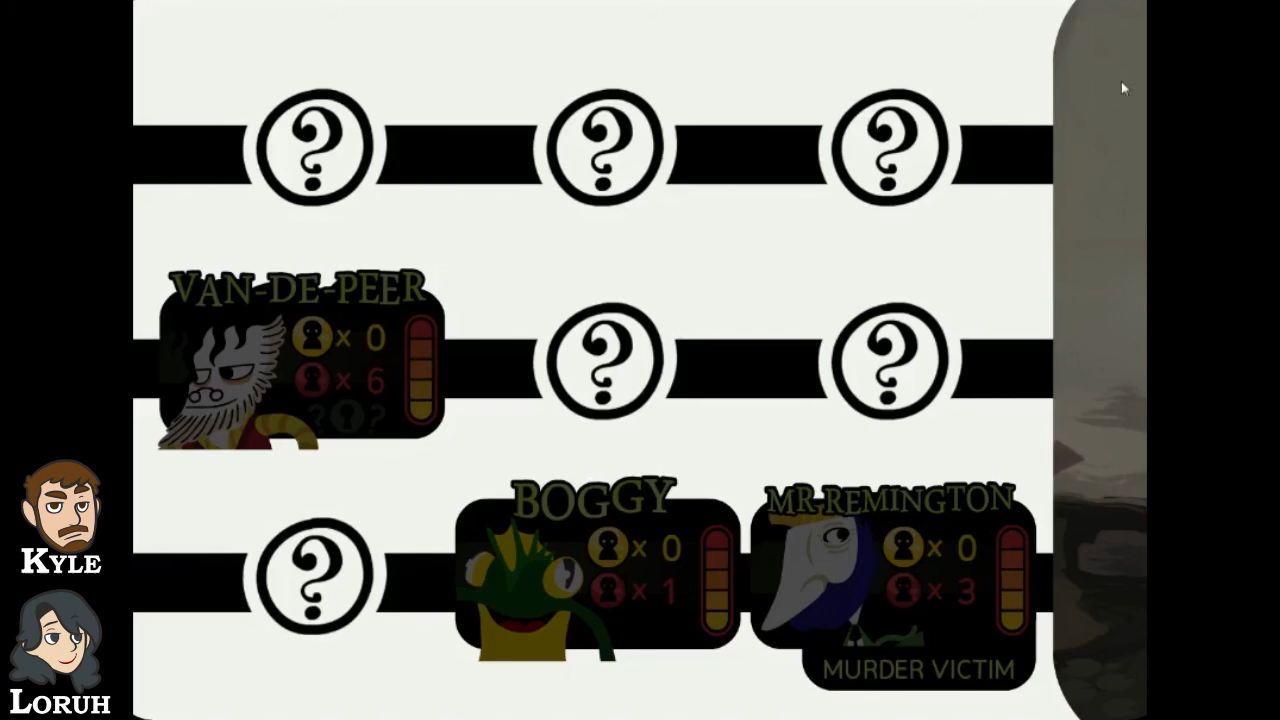 ? ? ?
VAN-DE-PEER
x 0
x 6
? ?
? ?
?
BOGGY
x 0
x 1
MR REMINGTON
x 0
x 3
MURDER VICTIM
KYLE
LORUH